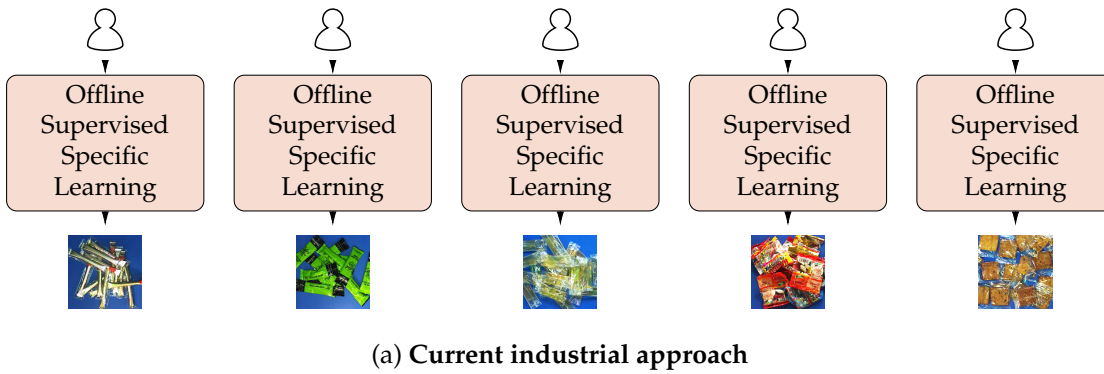 Offline
Supervised
Specific
Learning
Offline
Supervised
Specific
Learning
Offline
Supervised
Specific
Learning
Offline
Supervised
Specific
Learning
Offline
Supervised
Specific
Learning
(a) Current industrial approach